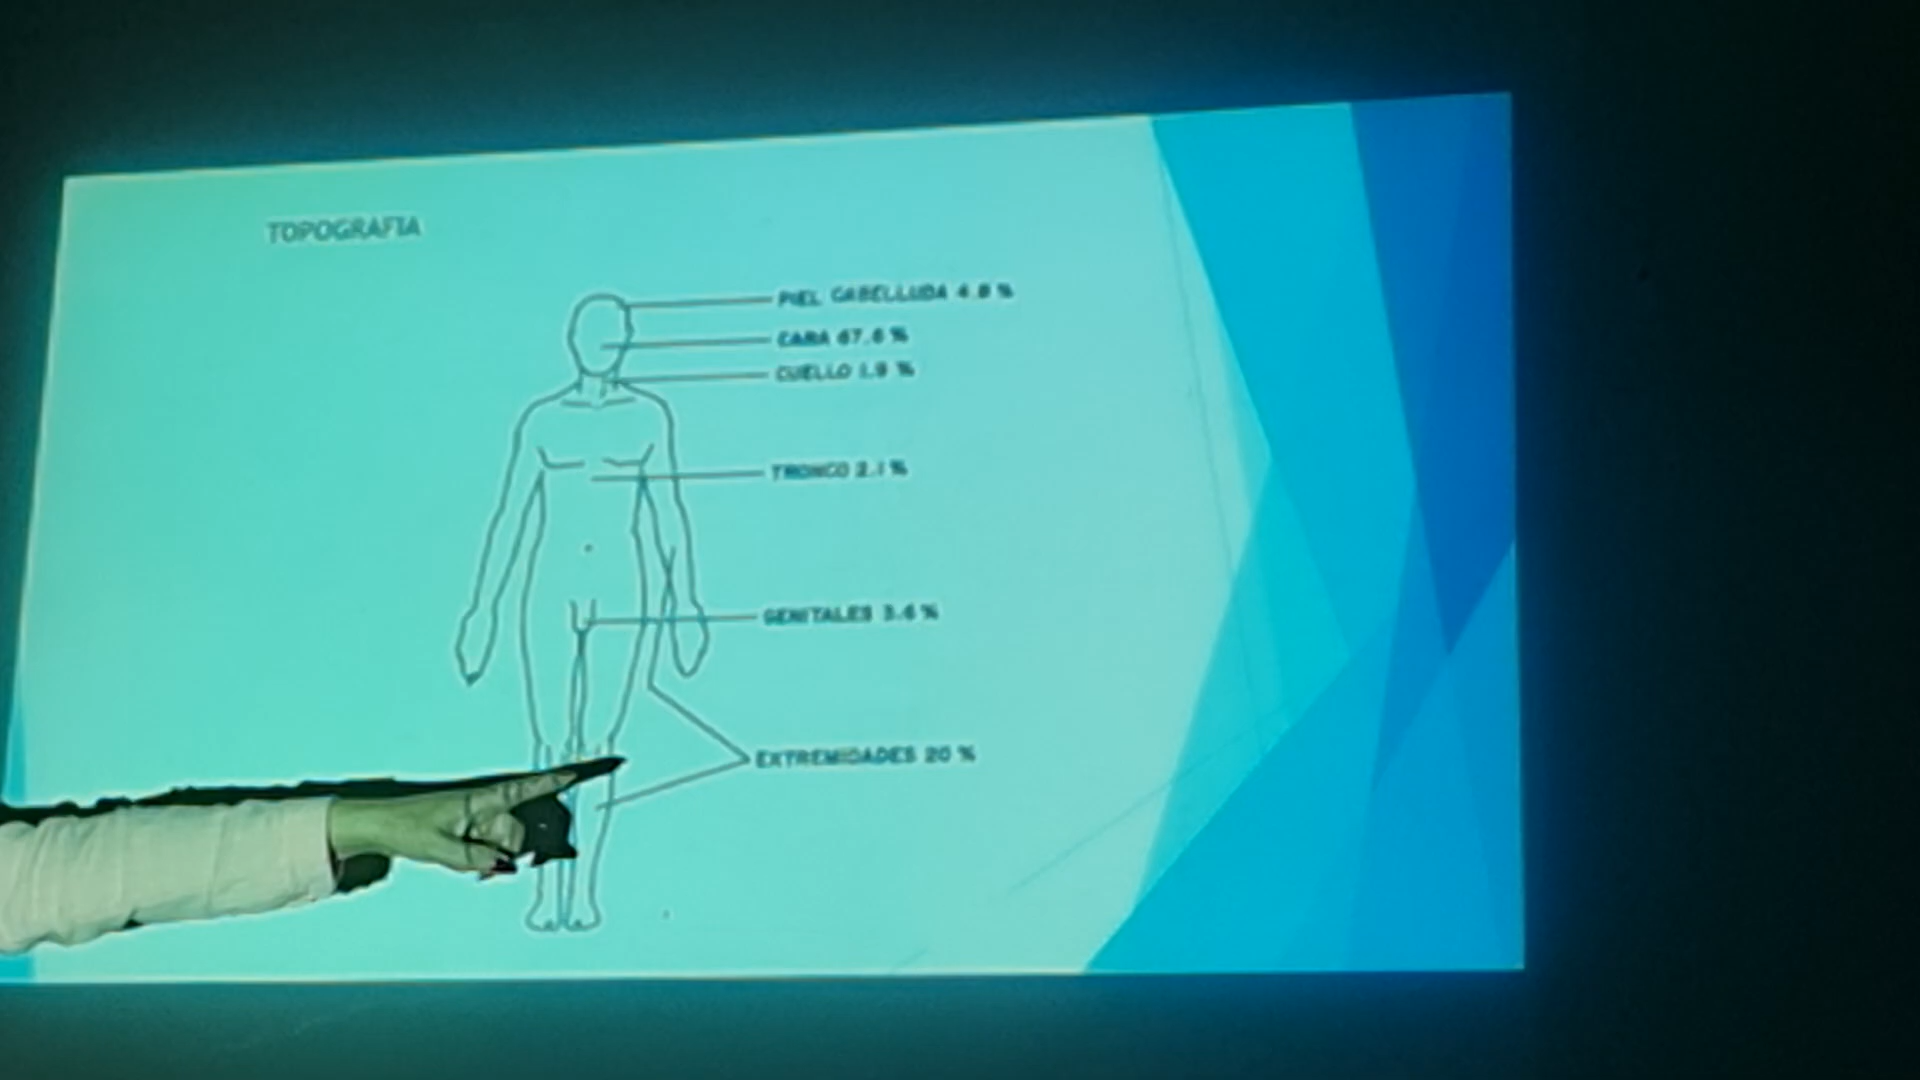 TOPOGRAFIA
PIEL CABELLUDA 4.8 %
CARA 67.6 %
CUELLO 1.9 %
TRONCO 2.1 %
GENITALES 3.6 %
EXTREMIDADES 20 %